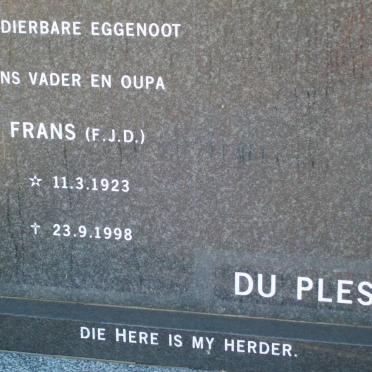 DIERBARE EGGENOOT
NS VADER EN OUPA
FRANS (F.J.D.)
☆ 11.3.1923
† 23.9.1998
DU PLES
DIE HERE IS MY HERDER.